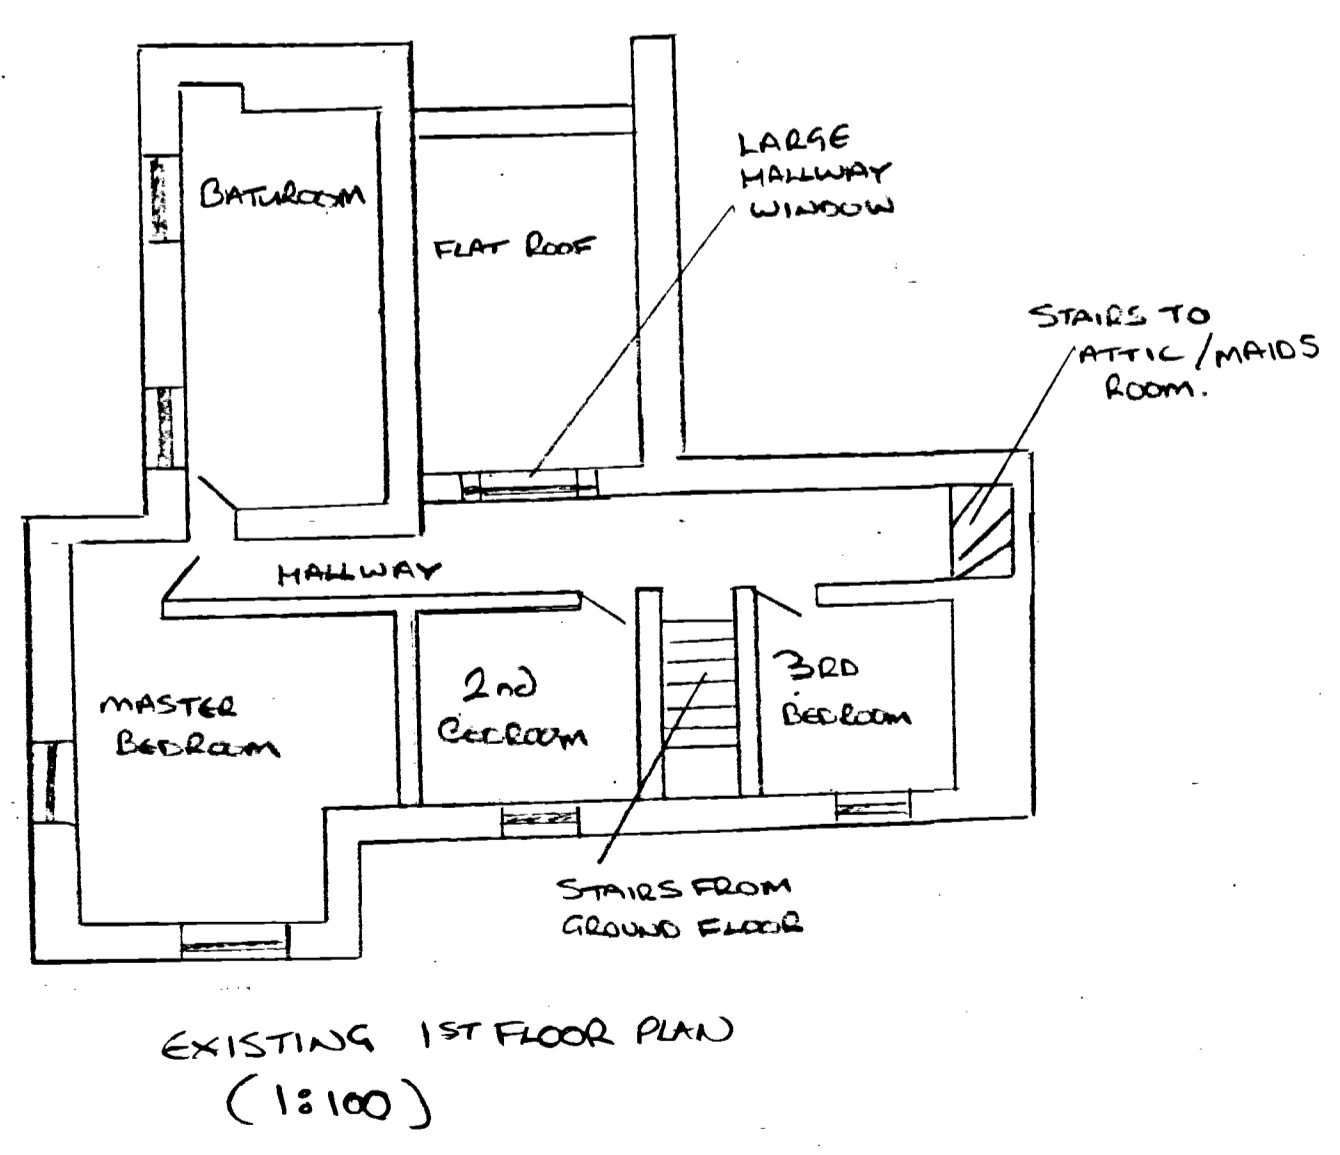 LARGE
HALLWAY
WINDOW
BATHROOM
FLAT ROOF
STAIRS TO
ATTIC/MAIDS
ROOM.
HALLWAY
MASTER
BEDROOM
2nd
BEDROOM
3RD
BEDROOM
STAIRS FROM
GROUND FLOOR
EXISTING 1ST FLOOR PLAN
(1:100)